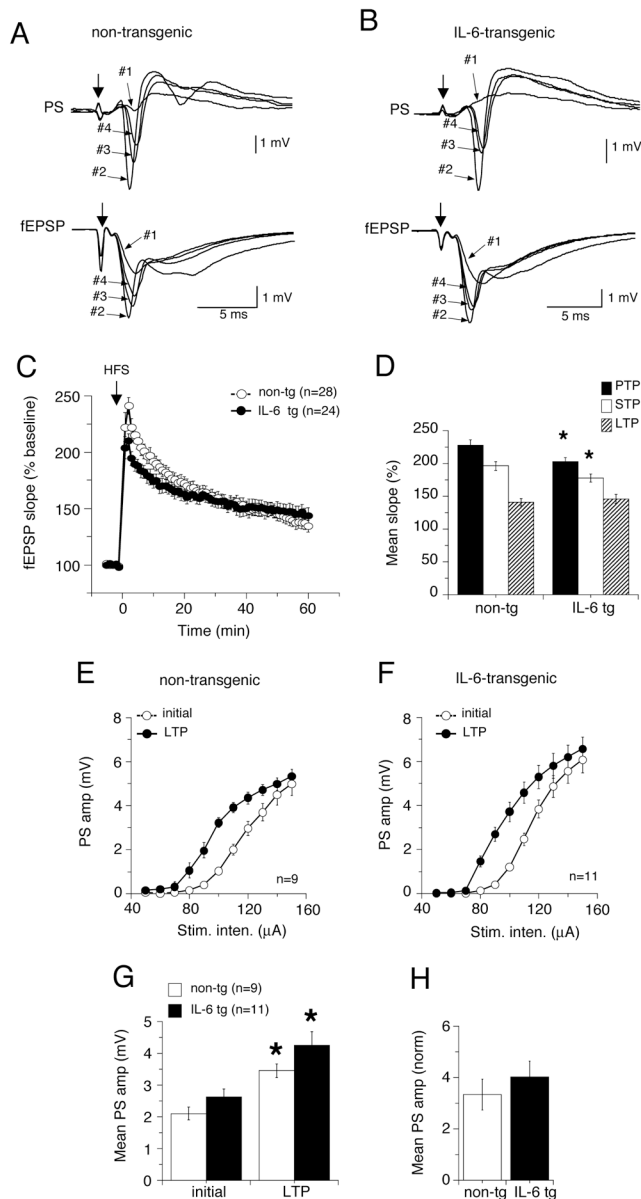 A
non-transgenic
#1
PS
#4
#3
#2
1 mV
fEPSP
#1
#4
#3
#2
5 ms
1 mV
B
IL-6-transgenic
#1
PS
#4
#3
#2
1 mV
fEPSP
#1
#4
#3
#2
5 ms
1 mV
C
HFS
non-tg (n=28)
IL-6 tg (n=24)
fEPSP slope (% baseline)
250
200
150
100
0
20
40
60
Time (min)
D
PTP
STP
LTP
Mean slope (%)
250
200
150
100
50
0
* *
non-tg
IL-6 tg
E
non-transgenic
initial
LTP
PS amp (mV)
8
6
4
2
0
n=9
40
80
120
160
Stim. inten. (μA)
F
IL-6-transgenic
initial
LTP
PS amp (mV)
8
6
4
2
0
n=11
40
80
120
160
Stim. inten. (μA)
G
non-tg (n=9)
IL-6 tg (n=11)
Mean PS amp (mV)
5
4
3
2
1
0
* *
initial
LTP
H
Mean PS amp (norm)
6
4
2
0
non-tg
IL-6 tg